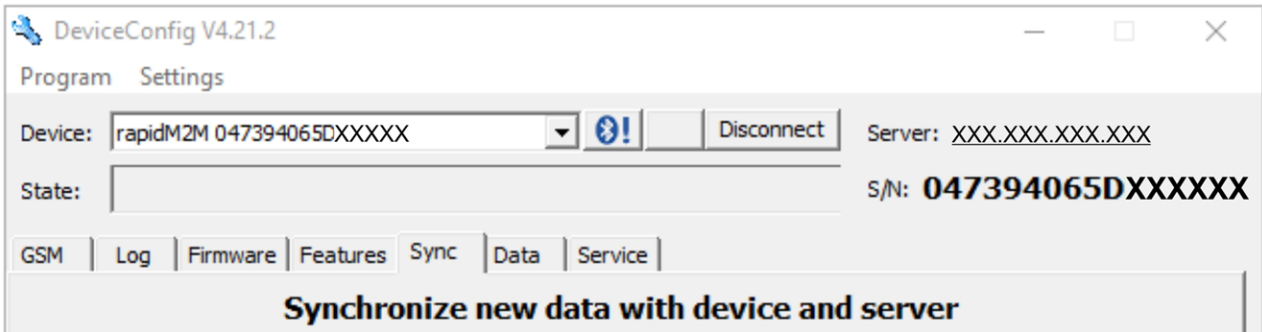 DeviceConfig V4.21.2
Program Settings
Device: rapidM2M 047394065DXXXXX Disconnect Server: XXX.XXX.XXX.XXX
State: S/N: 047394065DXXXXXX
GSM Log Firmware Features Sync Data Service
Synchronize new data with device and server